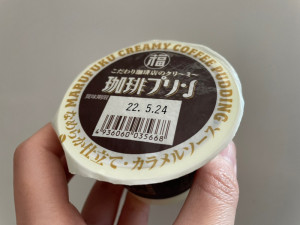 福
MARUFUKU CREAMY COFFEE PUDDING
こだわり珈琲店のクリーミー
珈琲プリン
賞味期限
22. 5.24
4936060035668
なめらか仕立て・カラメルソース